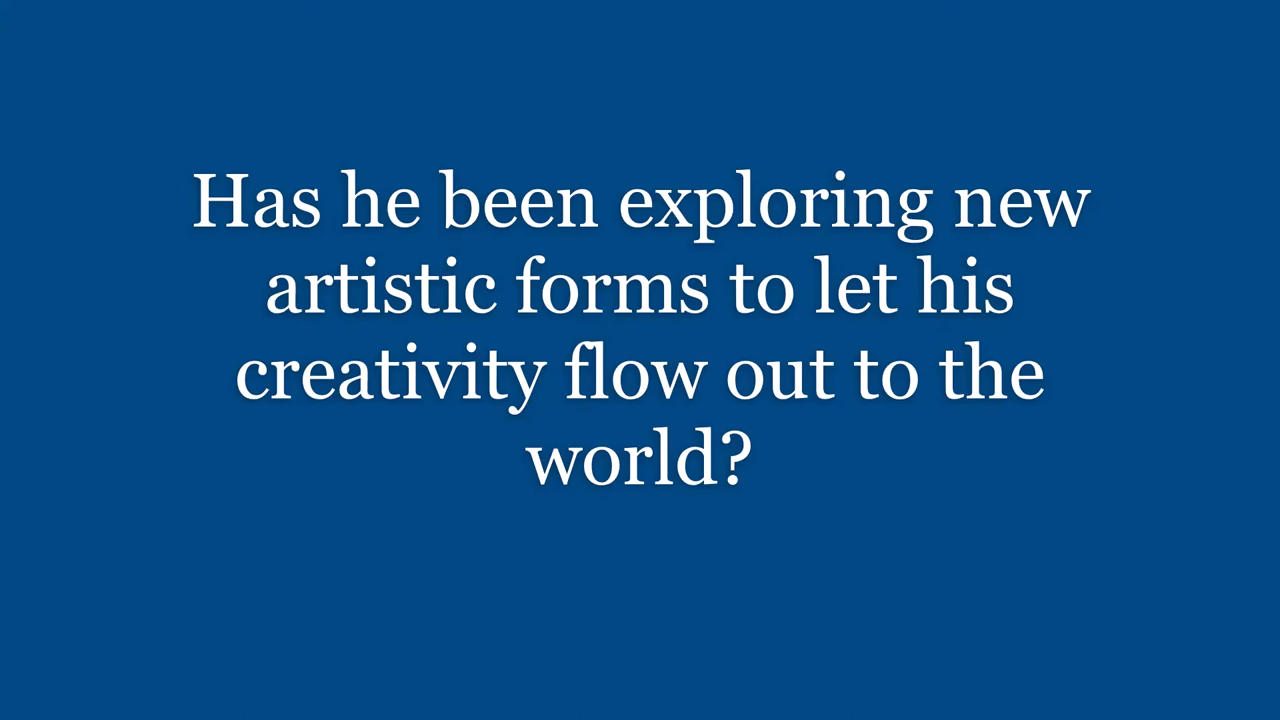 Has he been exploring new
artistic forms to let his
creativity flow out to the
world?